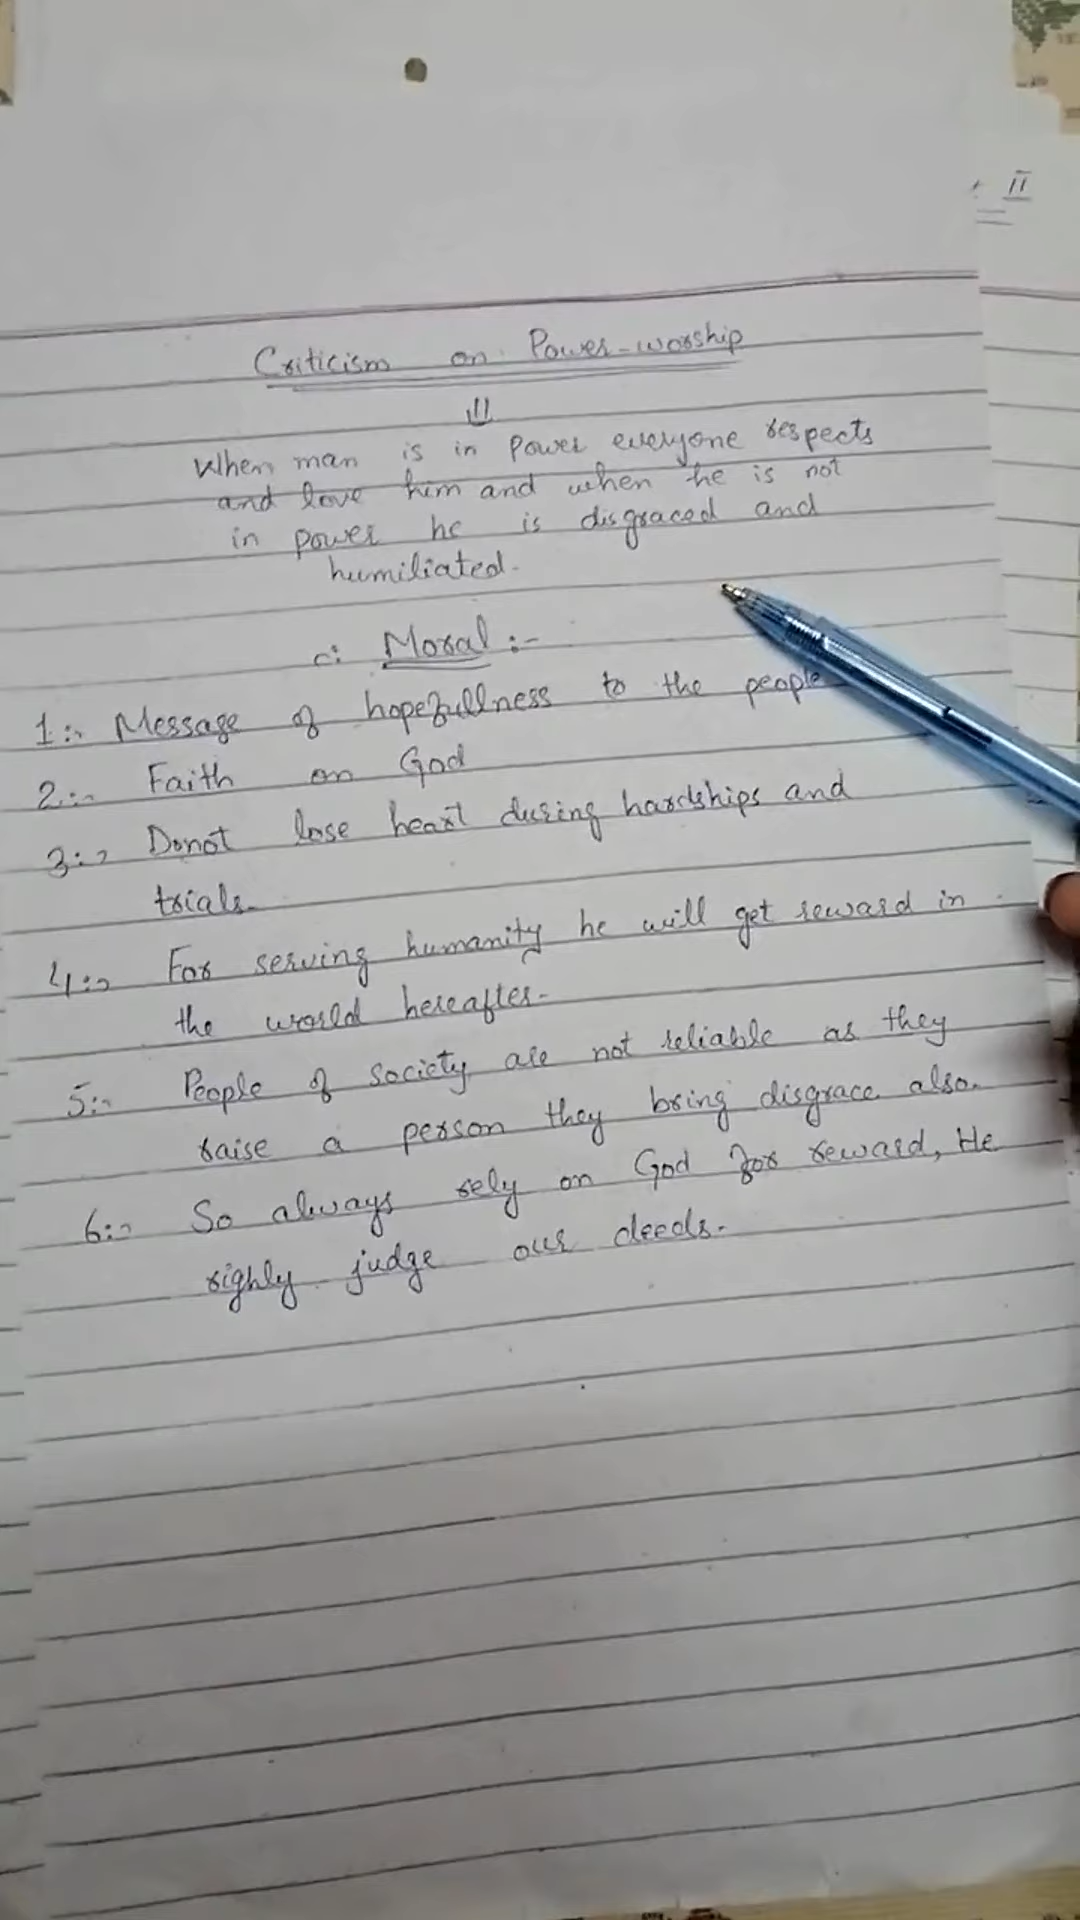 II
Criticism on Power-worship
⇓
When man is in Power everyone respects
and love him and when he is not
in power he is disgraced and
humiliated.
c: Moral :-
1:- Message of hopefullness to the people
2:- Faith on God
3:- Donot lose heart during hardships and
trials.
4:- For serving humanity he will get reward in
the world hereafter.
5:- People of society are not reliable as they
raise a person they bring disgrace also.
6:- So always rely on God for reward, He
righly judge our deeds.